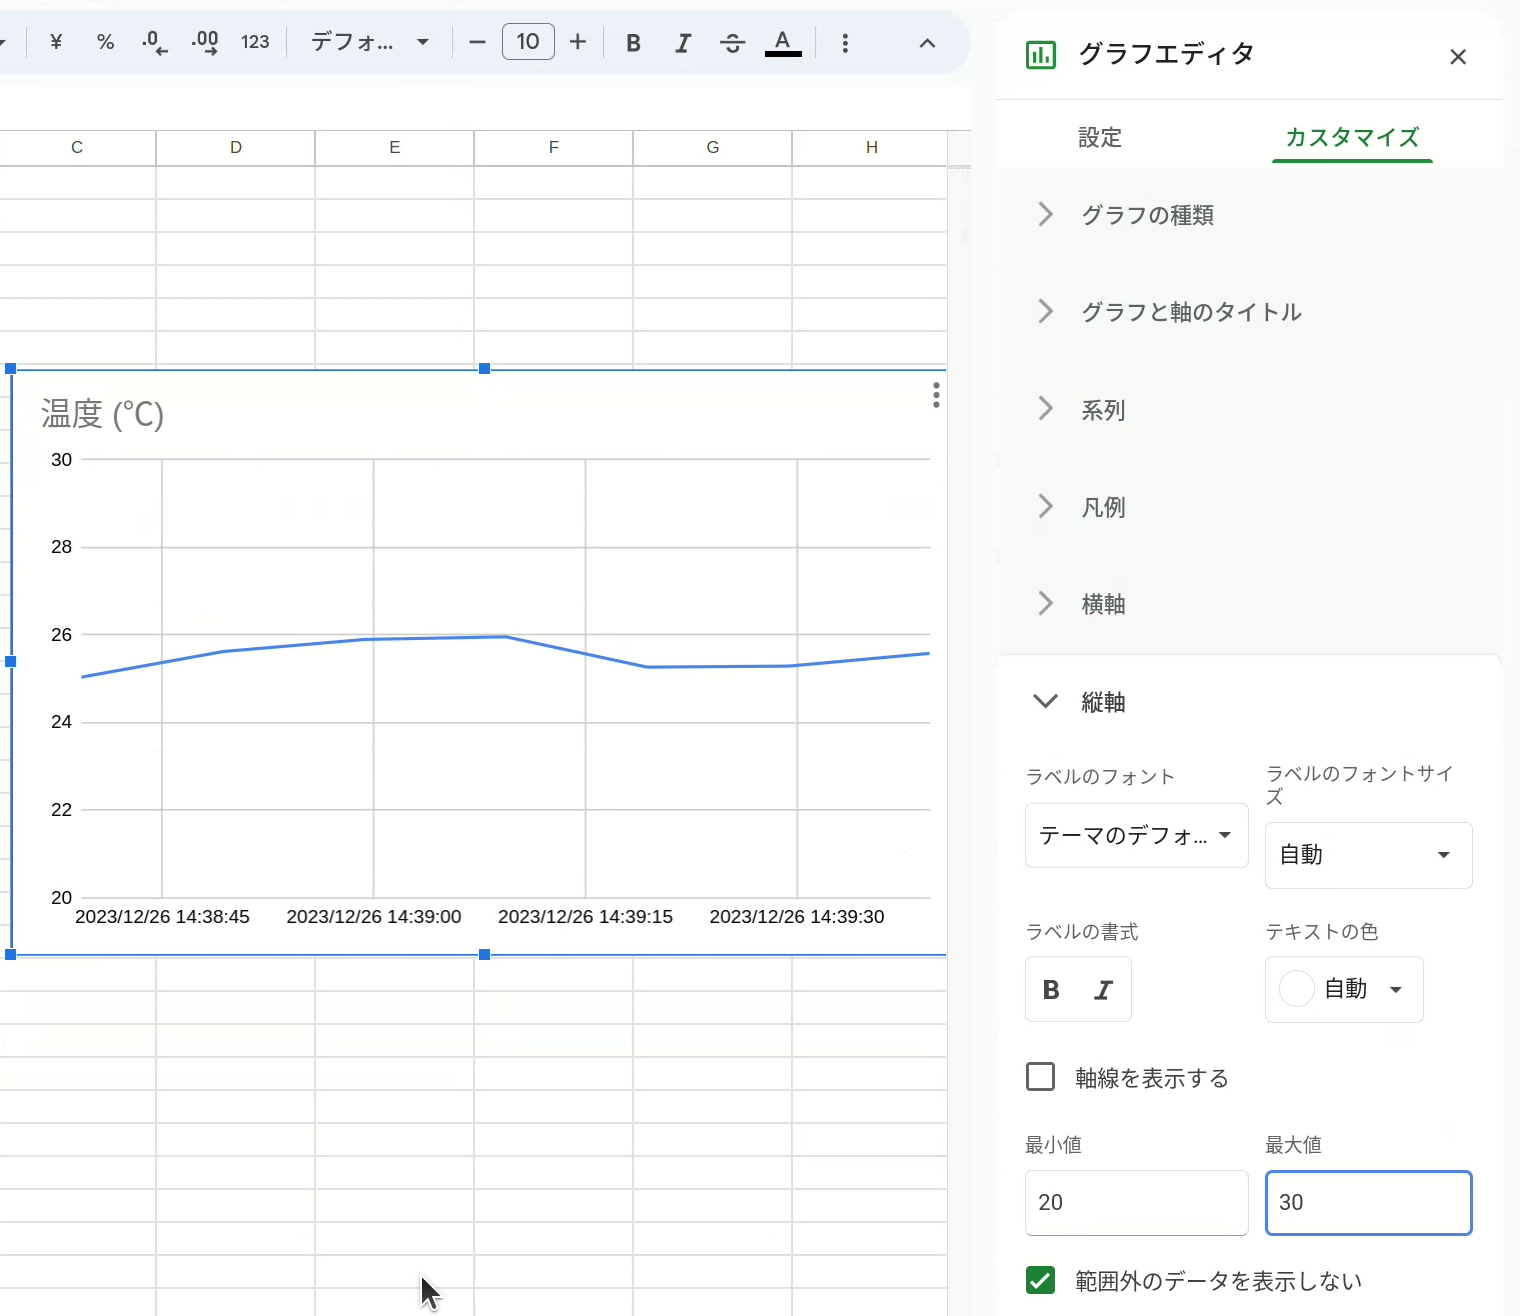 ¥ % .0 .00 123 デフォ... − 10 + B I S A
グラフエディタ
設定 カスタマイズ
C D E F G H
グラフの種類
グラフと軸のタイトル
系列
凡例
横軸
温度 (℃)
30
28
26
24
22
20
2023/12/26 14:38:45 2023/12/26 14:39:00 2023/12/26 14:39:15 2023/12/26 14:39:30
縦軸
ラベルのフォント
ラベルのフォントサイ
ズ
テーマのデフォ...
自動
ラベルの書式
テキストの色
B I
自動
軸線を表示する
最小値
最大値
20
30
範囲外のデータを表示しない